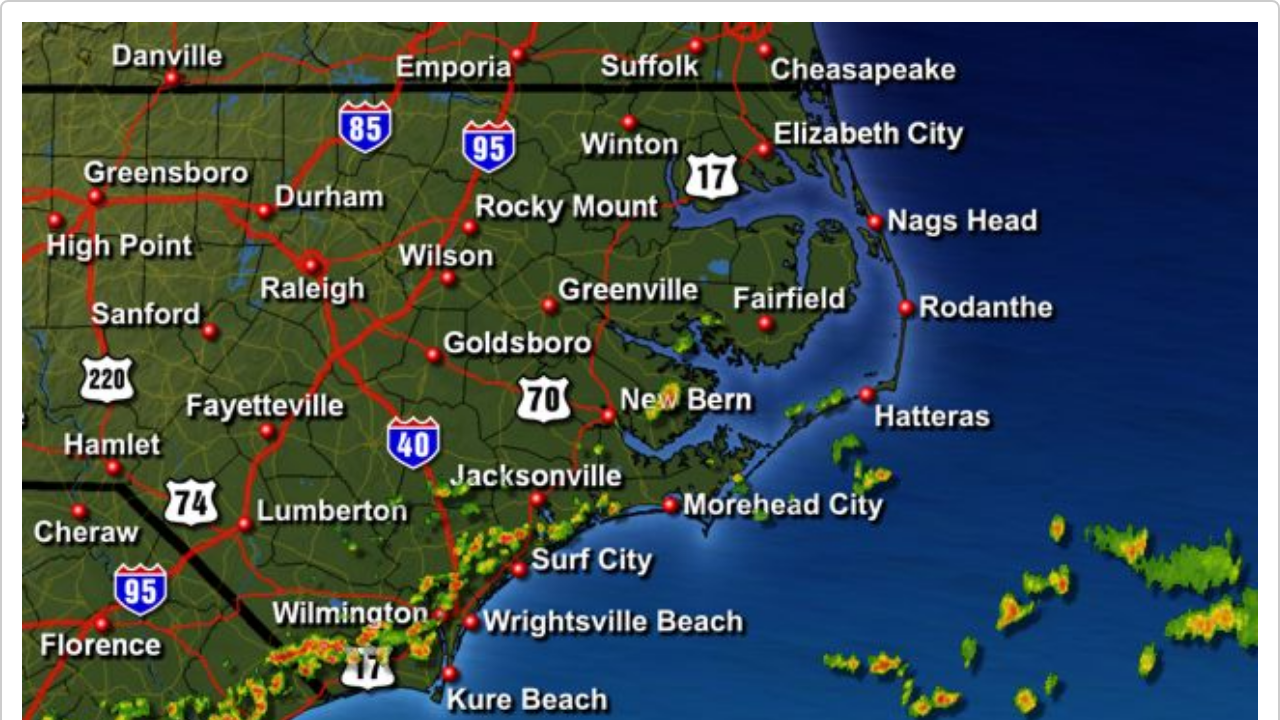 Danville
Emporia
Suffolk
Cheasapeake
85
95
Winton
Elizabeth City
17
Greensboro
Durham
Rocky Mount
Nags Head
High Point
Wilson
Raleigh
Greenville
Fairfield
Rodanthe
Sanford
Goldsboro
220
70
New Bern
Fayetteville
Hatteras
40
Hamlet
Jacksonville
74
Lumberton
Morehead City
Cheraw
Surf City
95
Wilmington
Wrightsville Beach
Florence
17
Kure Beach